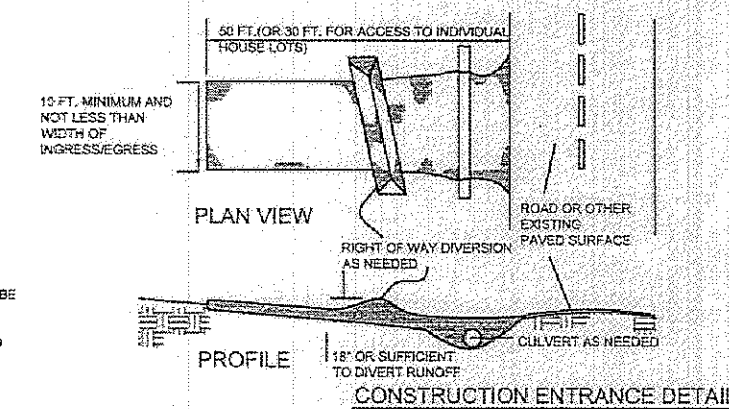 50 FT.(OR 30 FT. FOR ACCESS TO INDIVIDUAL
HOUSE LOTS)
10 FT. MINIMUM AND
NOT LESS THAN
WIDTH OF
INGRESS/EGRESS
PLAN VIEW
ROAD OR OTHER
EXISTING
PAVED SURFACE
RIGHT OF WAY DIVERSION
AS NEEDED
BE
PROFILE
18" OR SUFFICIENT
TO DIVERT RUNOFF
CULVERT AS NEEDED
CONSTRUCTION ENTRANCE DETAIL